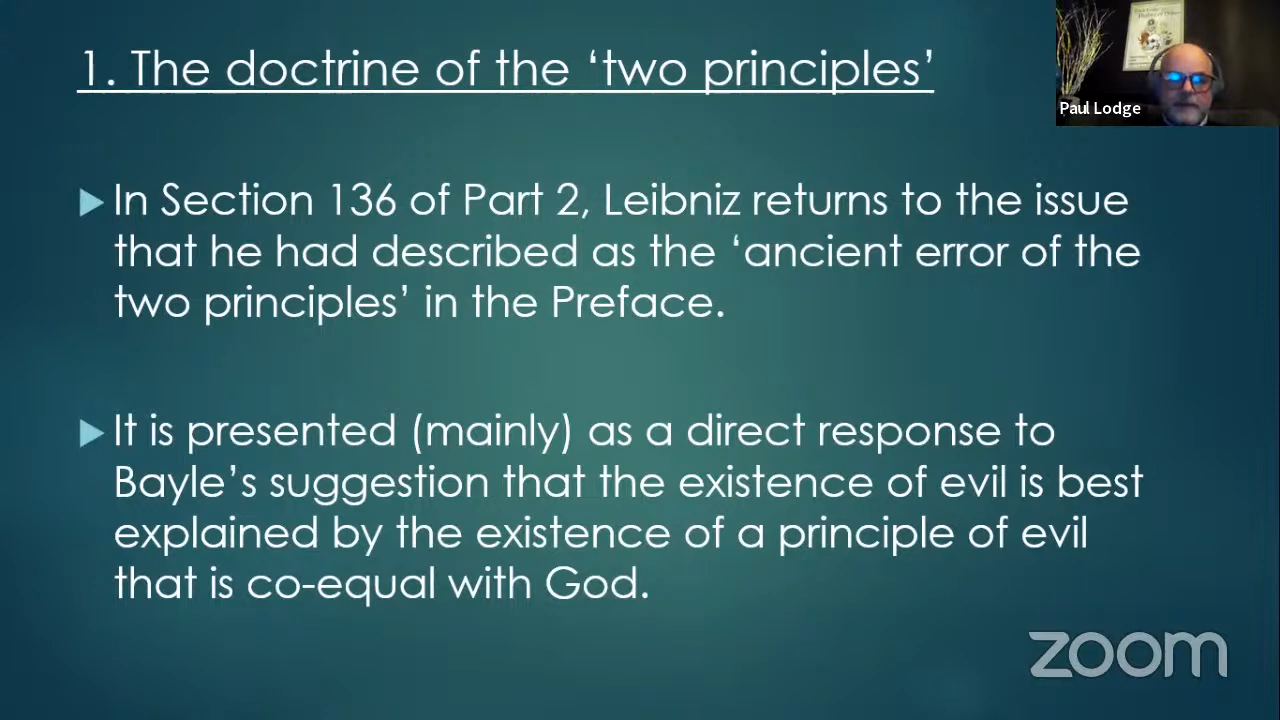 1. The doctrine of the ‘two principles’
Paul Lodge
In Section 136 of Part 2, Leibniz returns to the issue
that he had described as the ‘ancient error of the
two principles’ in the Preface.
It is presented (mainly) as a direct response to
Bayle’s suggestion that the existence of evil is best
explained by the existence of a principle of evil
that is co-equal with God.
zoom